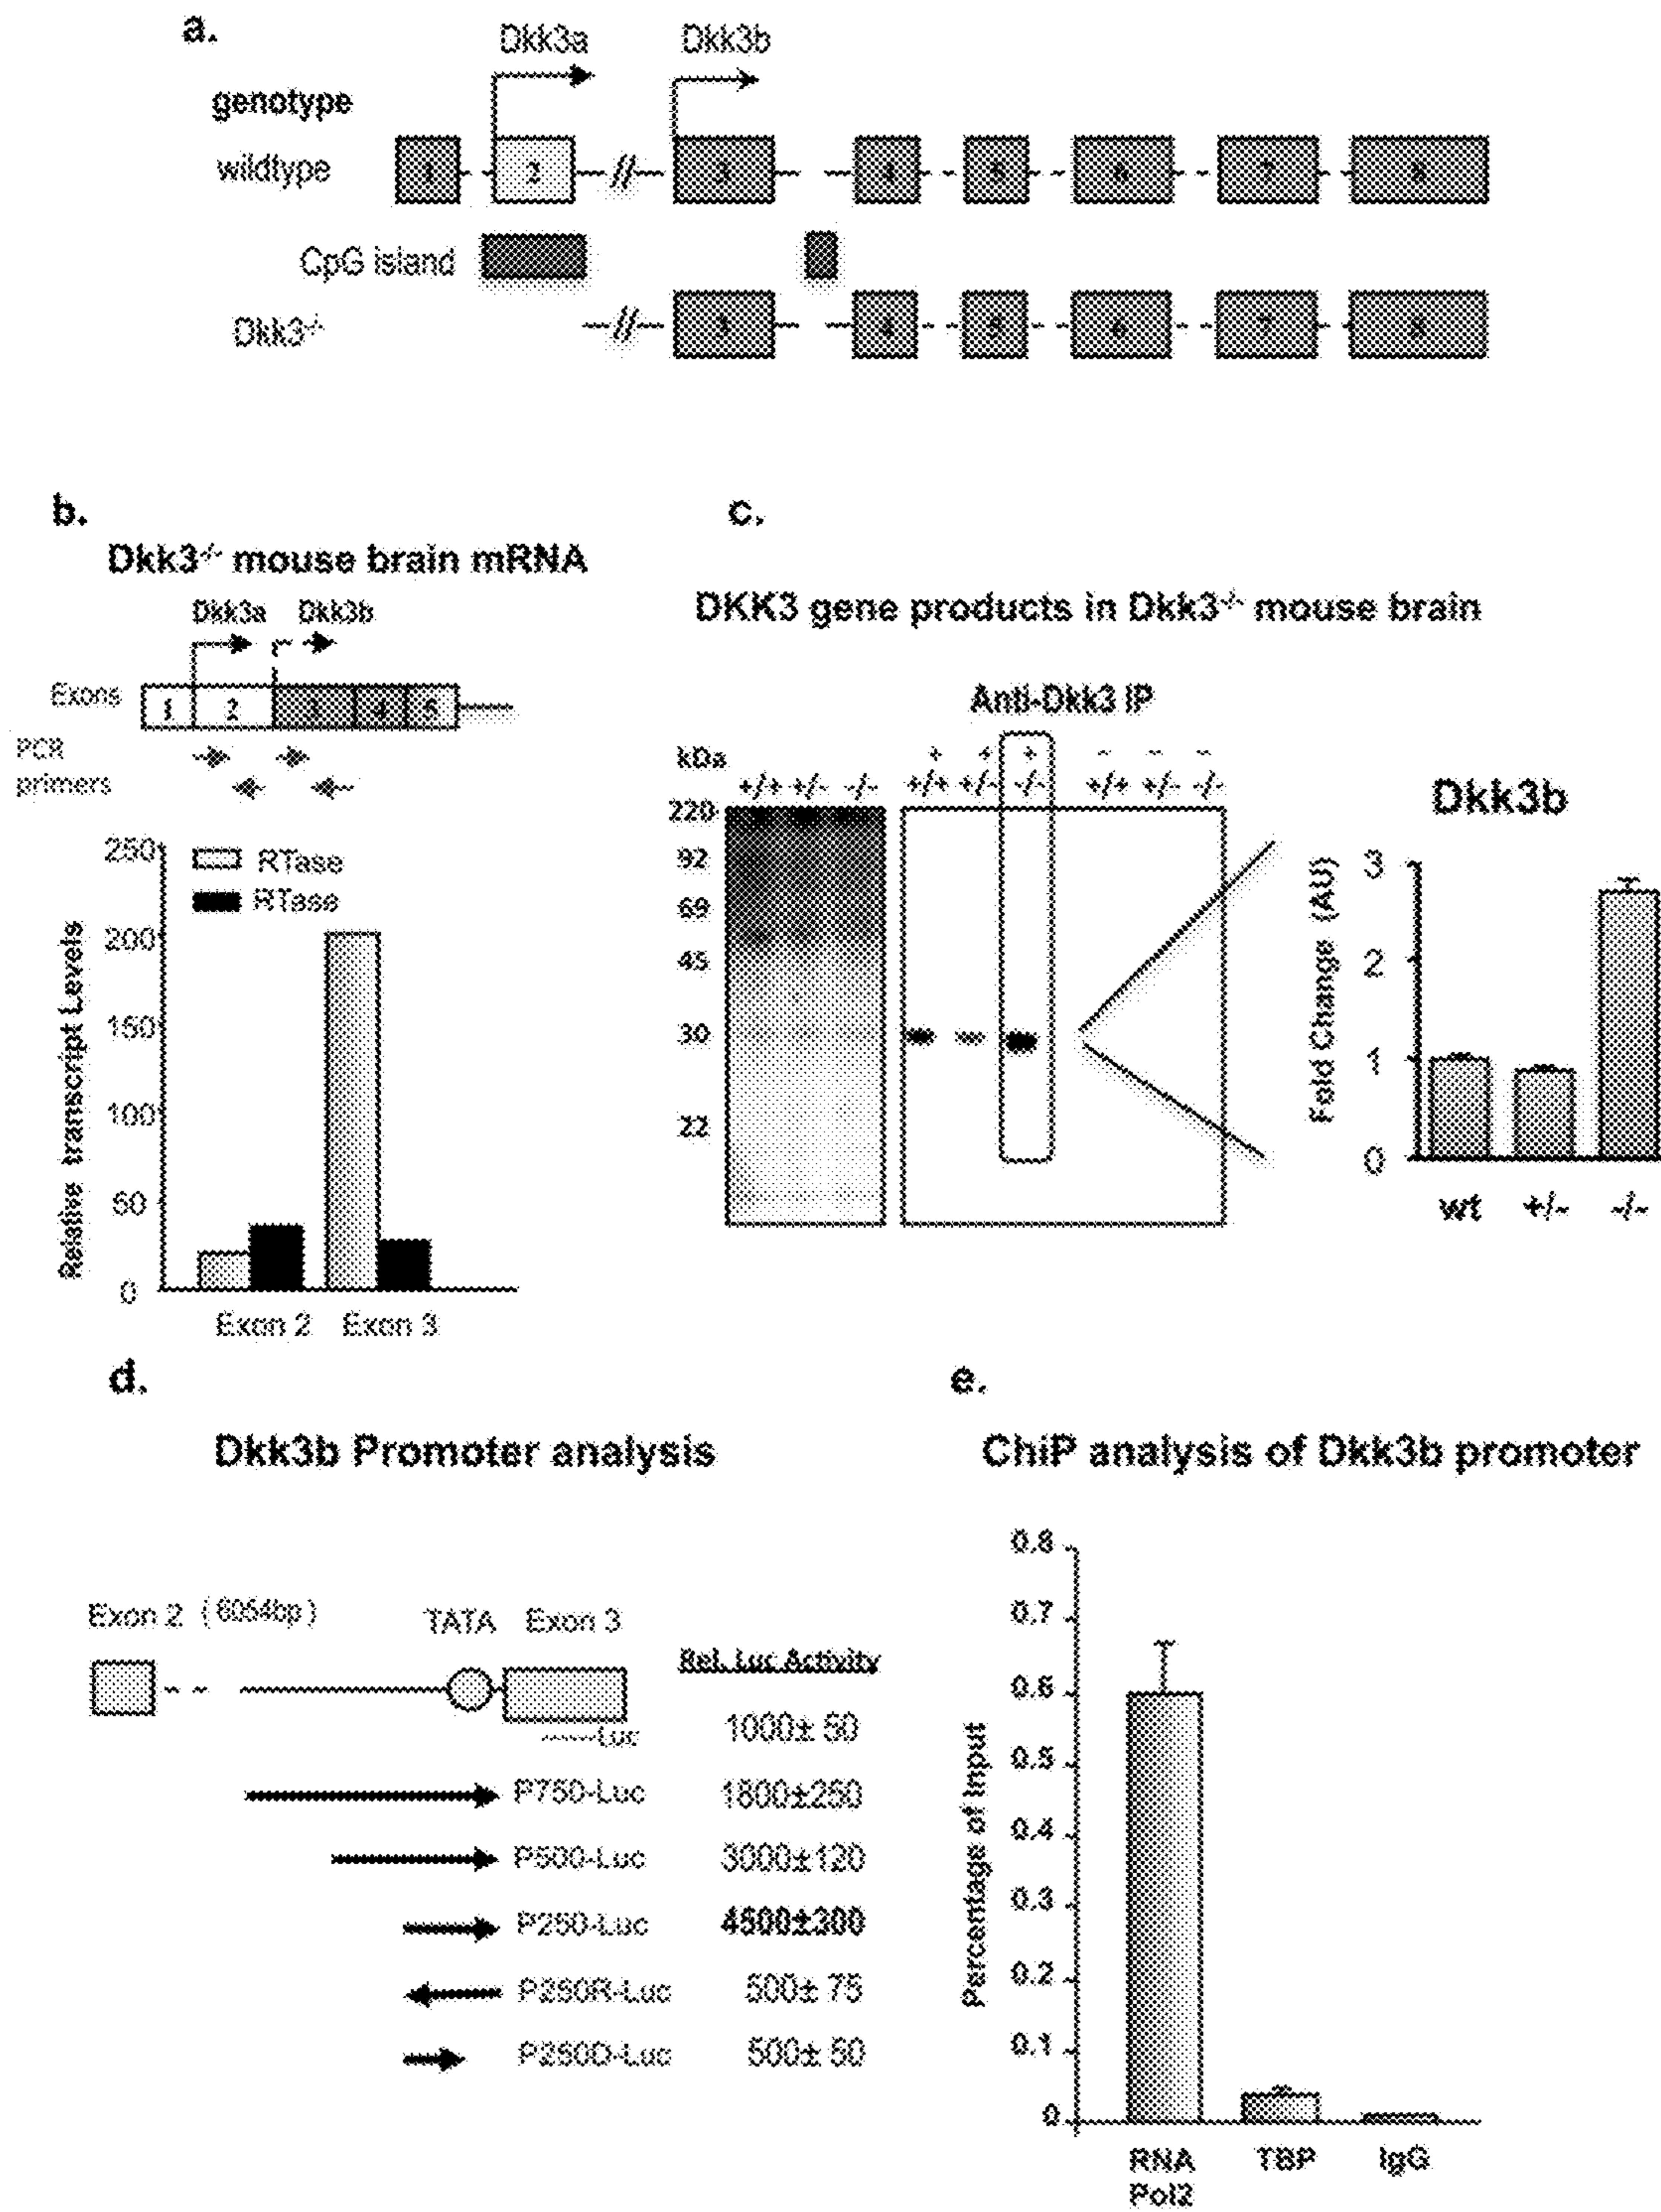 a.
Dkk3a
Dkk3b
genotype
wildtype
1 2 3 4 5 6 7 8
CpG island
Dkk3-/-
3 4 5 6 7 8
b.
Dkk3-/- mouse brain mRNA
Dkk3a
Dkk3b
Exons
1 2 3 4 5
PCR
primers
250
200
150
100
50
0
RTase
RTase
Relative transcript Levels
Exon 2
Exon 3
c.
DKK3 gene products in Dkk3-/- mouse brain
Anti-Dkk3 IP
kDa
+ + + - - -
+/+ +/- -/-
+/+ +/- -/- +/+ +/- -/-
220
92
69
45
30
22
Dkk3b
Fold Change (AU)
3
2
1
0
wt +/- -/-
d.
Dkk3b Promoter analysis
Exon 2 (6054bp) TATA Exon 3
Rel. Luc Activity
Luc 1000± 50
P750-Luc 1800±250
P500-Luc 3000±120
P250-Luc 4500±300
P250R-Luc 500± 75
P250D-Luc 500± 50
e.
ChiP analysis of Dkk3b promoter
Percentage of Input
0.8
0.7
0.6
0.5
0.4
0.3
0.2
0.1
0
RNA
Pol2
TBP
IgG